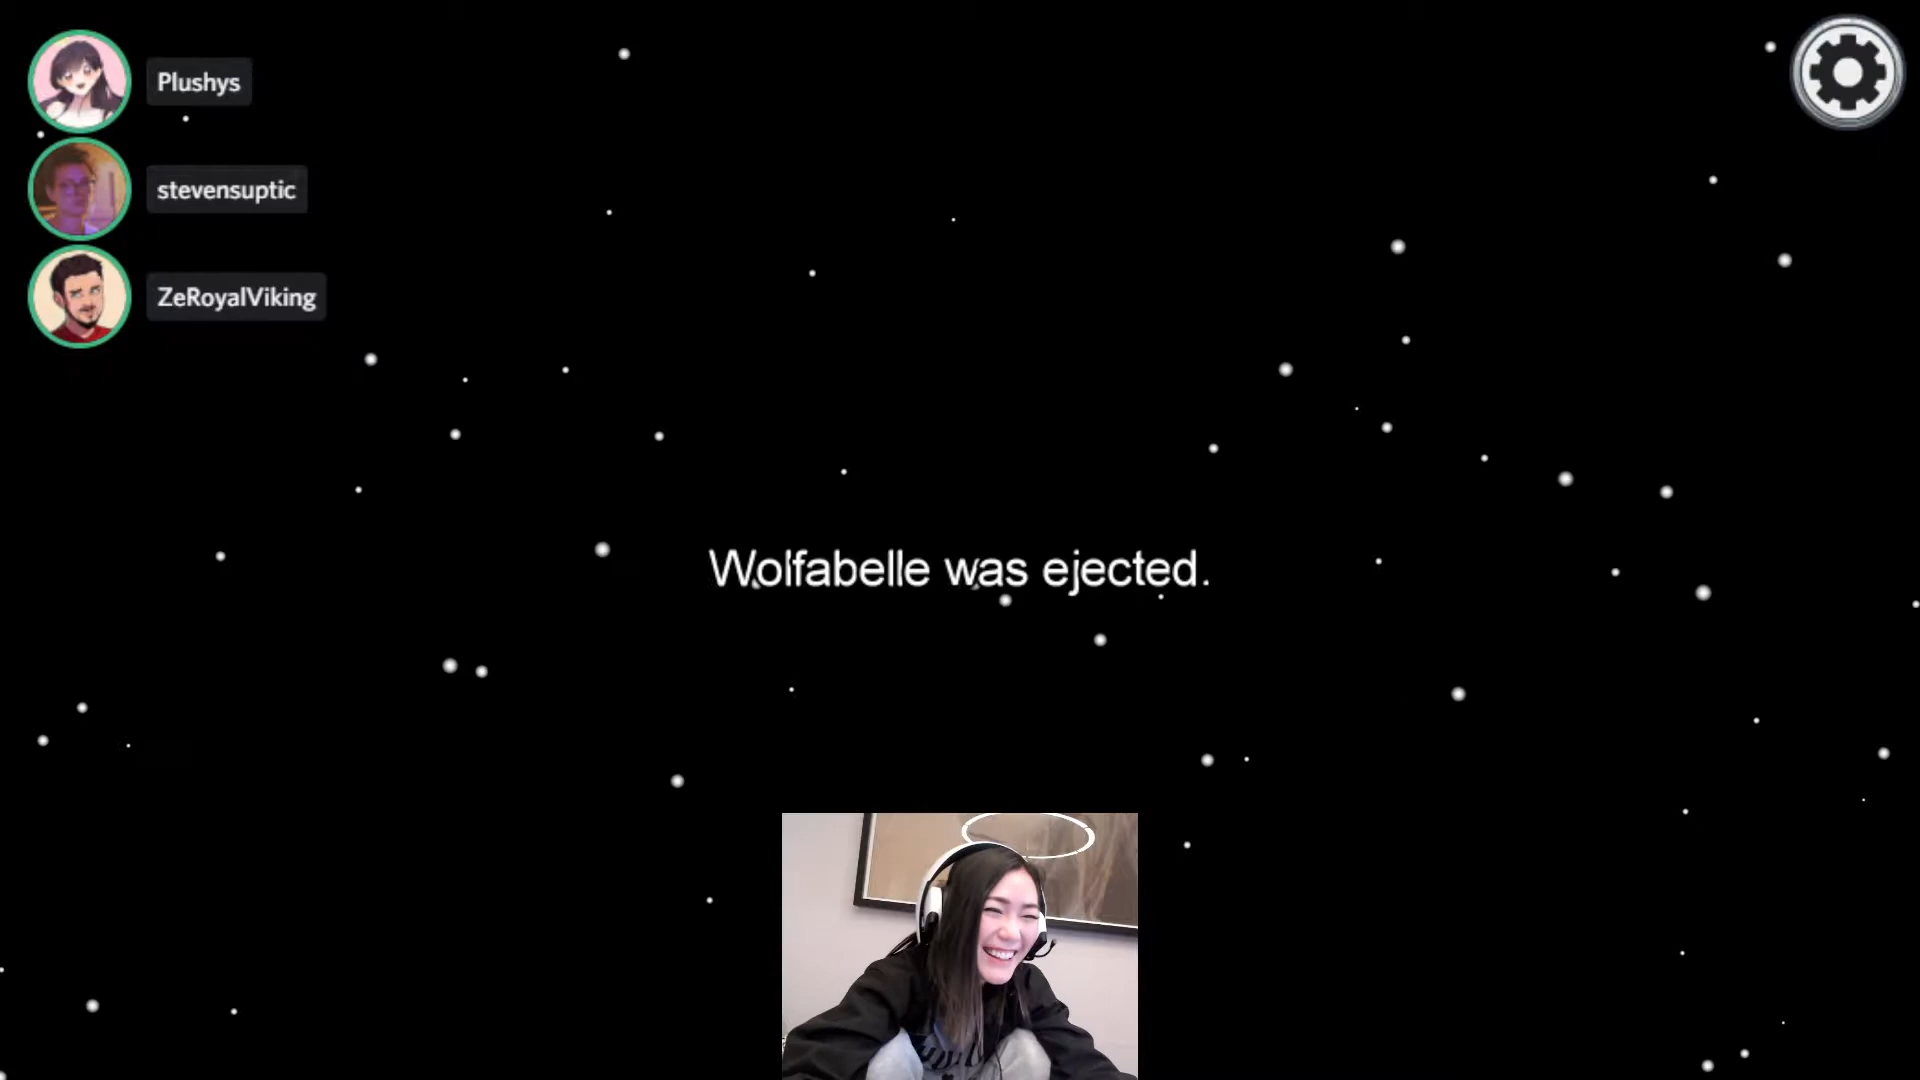 Plushys
stevensuptic
ZeRoyalViking
Wolfabelle was ejected.